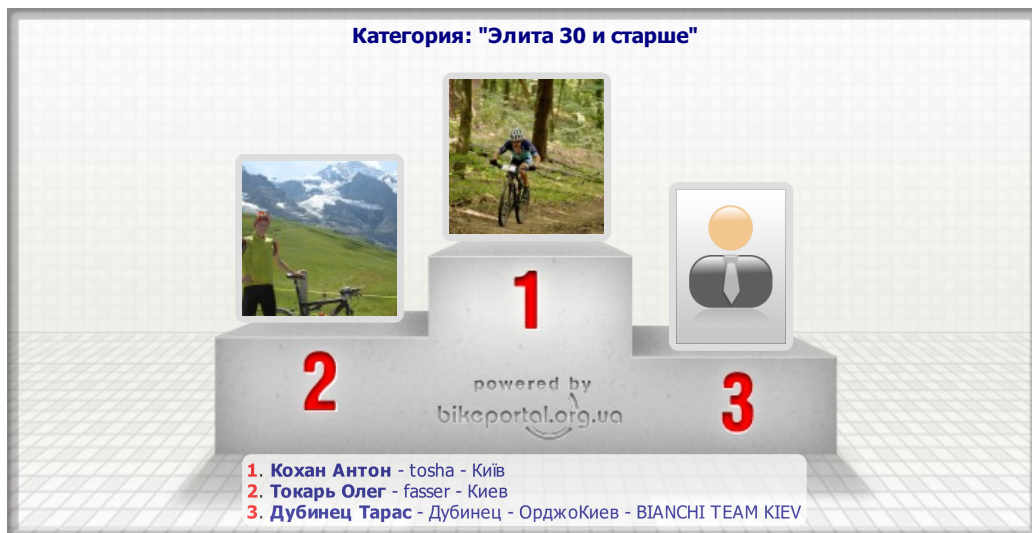 Категория: "Элита 30 и старше"
1
2
3
powered by
bikeportal.org.ua
1. Кохан Антон - tosha - Київ
2. Токарь Олег - fasser - Киев
3. Дубинец Тарас - Дубинец - ОрджоКиев - BIANCHI TEAM KIEV